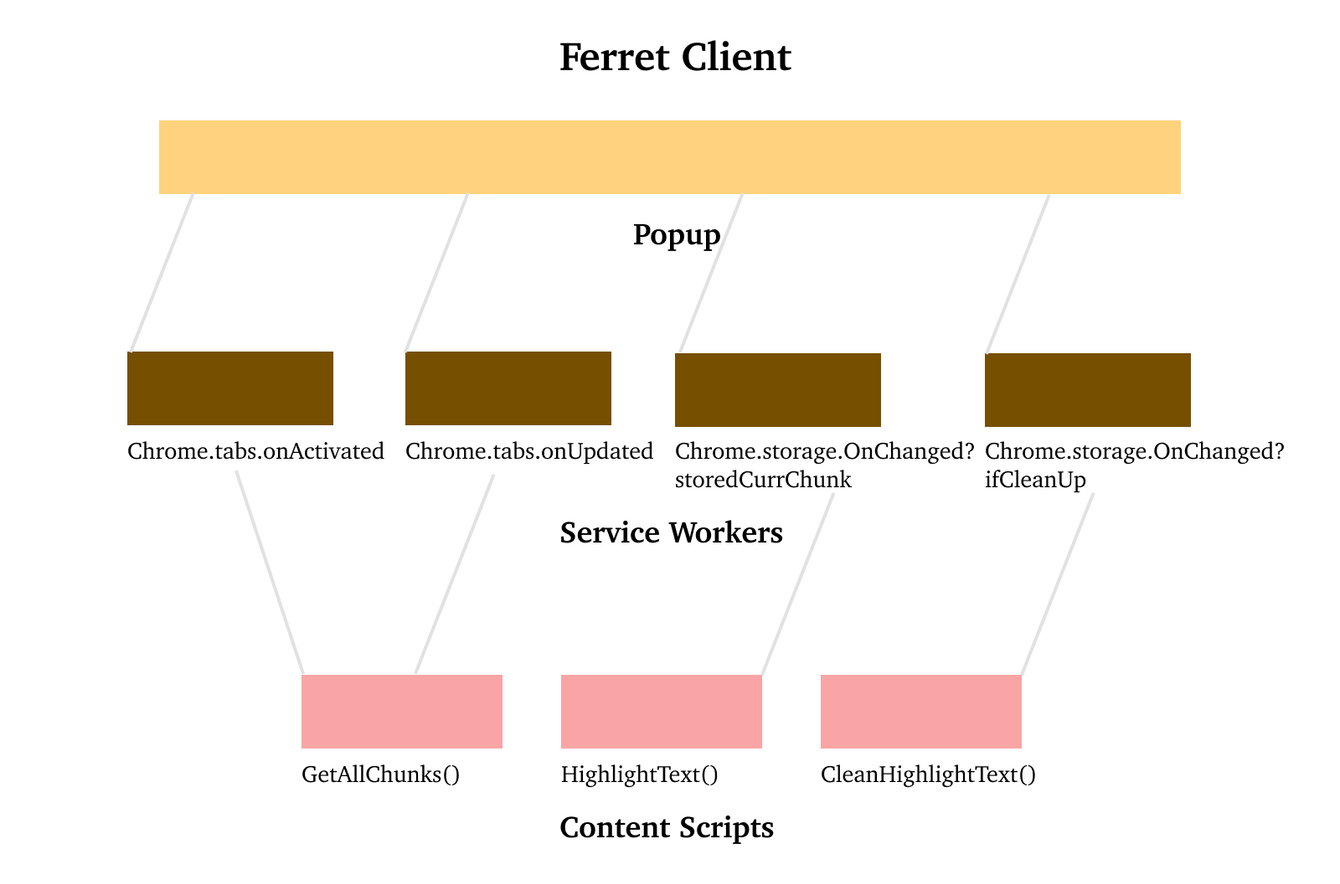 Ferret Client
Popup
Chrome.tabs.onActivated
Chrome.tabs.onUpdated
Chrome.storage.OnChanged?
storedCurrChunk
Chrome.storage.OnChanged?
ifCleanUp
Service Workers
GetAllChunks()
HighlightText()
CleanHighlightText()
Content Scripts